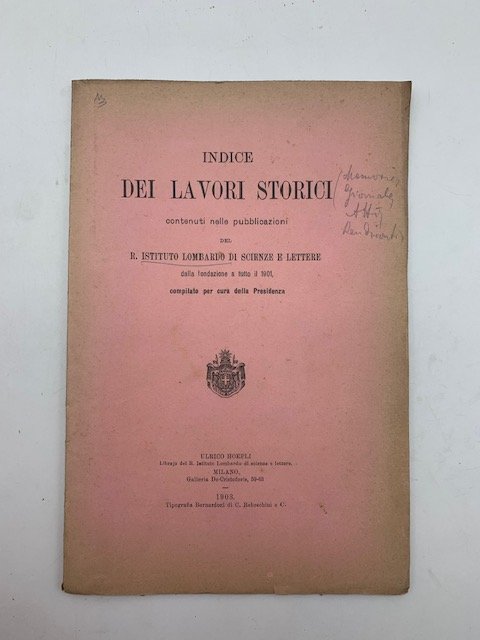 INDICE
DEI LAVORI STORICI
(Memorie,
Giornale,
Atti,
Rendiconti)
contenuti nelle pubblicazioni
DEL
R. ISTITUTO LOMBARDO DI SCIENZE E LETTERE
dalla fondazione a tutto il 1901,
compilato per cura della Presidenza
ULRICO HOEPLI
Librajo del R. Istituto Lombardo di scienze e lettere.
MILANO,
Galleria De-Cristoforis, 59-63
1903.
Tipografia Bernardoni di C. Rebeschini e C.